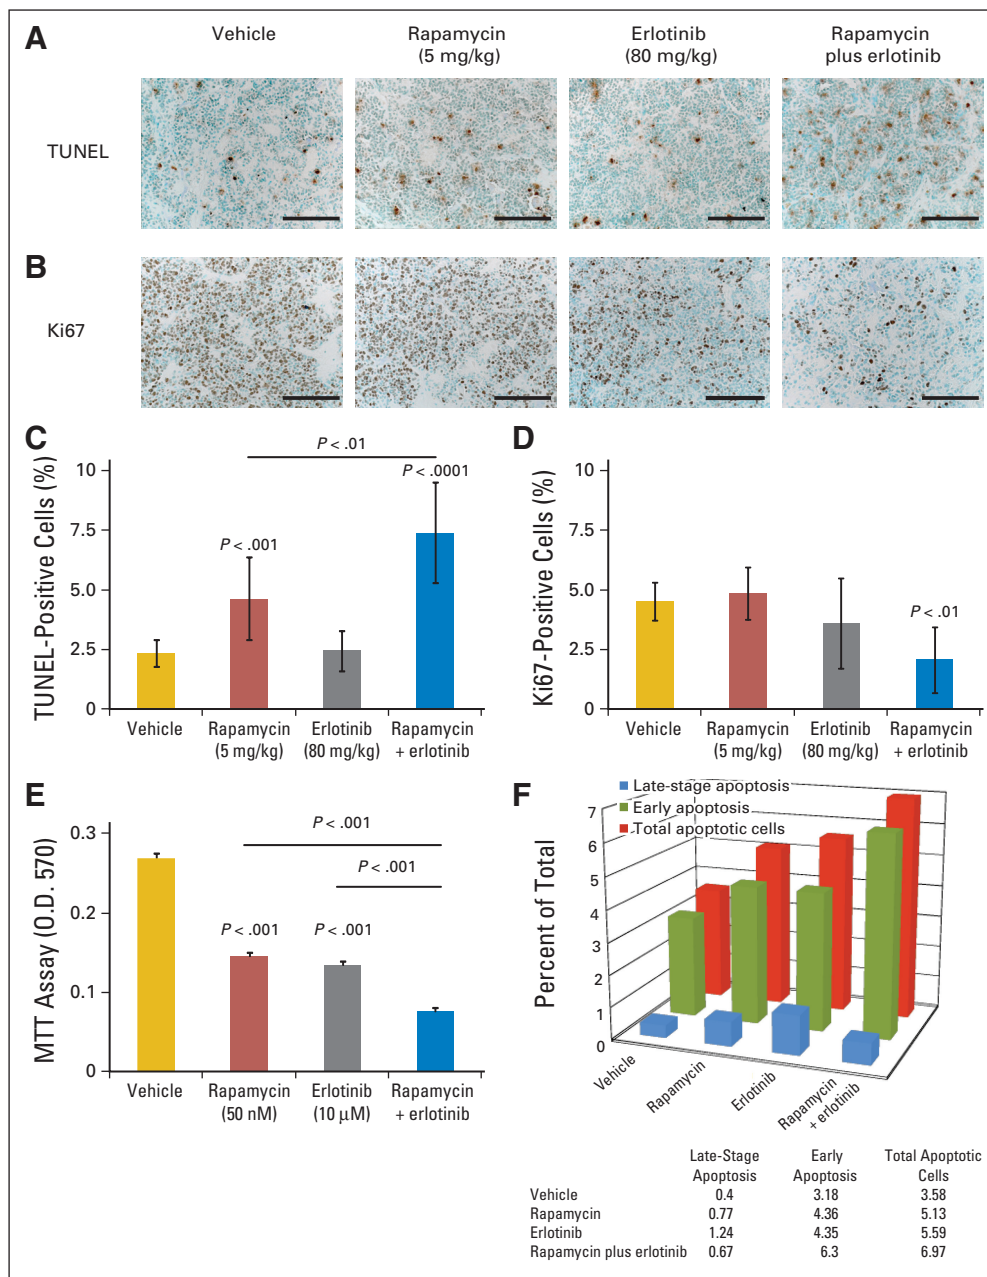 A
Vehicle
Rapamycin
(5 mg/kg)
Erlotinib
(80 mg/kg)
Rapamycin
plus erlotinib
TUNEL
B
Ki67
C
TUNEL-Positive Cells (%)
10
7.5
5.0
2.5
0
P < .001
P < .01
P < .0001
Vehicle
Rapamycin
(5 mg/kg)
Erlotinib
(80 mg/kg)
Rapamycin
+ erlotinib
D
Ki67-Positive Cells (%)
10
7.5
5.0
2.5
0
P < .01
Vehicle
Rapamycin
(5 mg/kg)
Erlotinib
(80 mg/kg)
Rapamycin
+ erlotinib
E
MTT Assay (O.D. 570)
0.3
0.2
0.1
0
P < .001
P < .001
P < .001
P < .001
Vehicle
Rapamycin
(50 nM)
Erlotinib
(10 μM)
Rapamycin
+ erlotinib
F
Late-stage apoptosis
Early apoptosis
Total apoptotic cells
Percent of Total
7
6
5
4
3
2
1
0
Vehicle
Rapamycin
Erlotinib
Rapamycin
+ erlotinib
Late-Stage Early Total Apoptotic
Apoptosis Apoptosis Cells
Vehicle 0.4 3.18 3.58
Rapamycin 0.77 4.36 5.13
Erlotinib 1.24 4.35 5.59
Rapamycin plus erlotinib 0.67 6.3 6.97